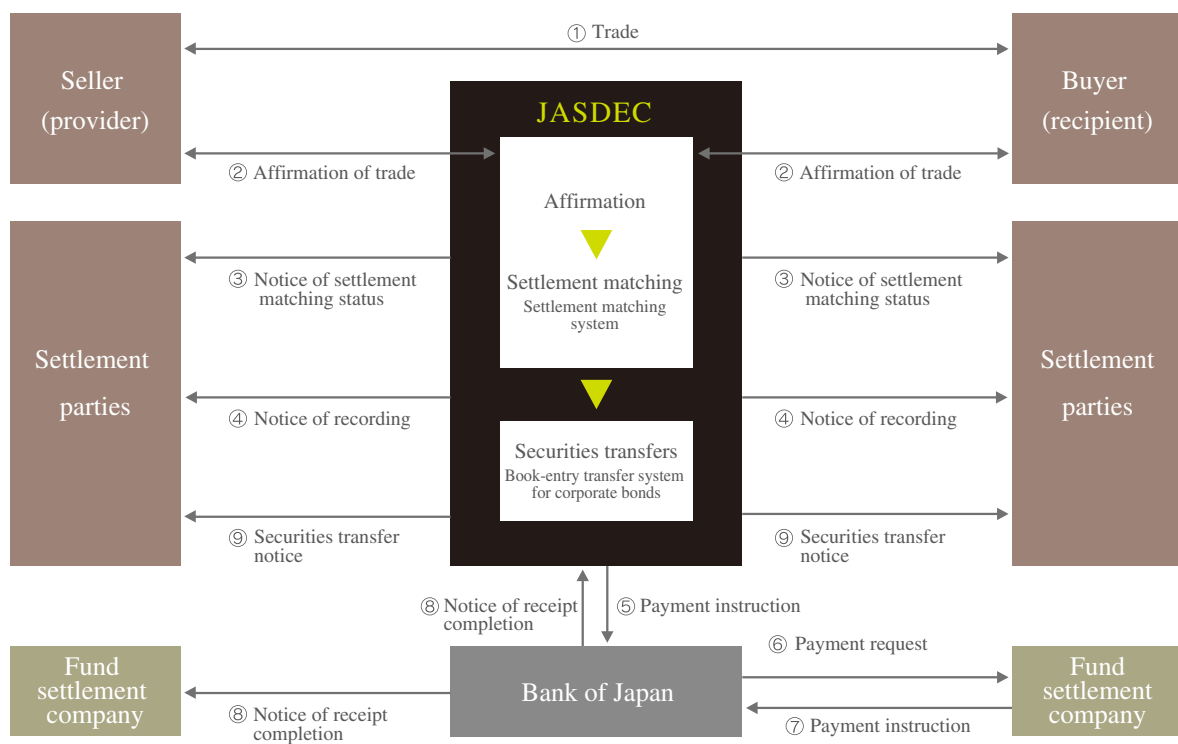 ① Trade
Seller
(provider)
Buyer
(recipient)
JASDEC
② Affirmation of trade
② Affirmation of trade
Affirmation
③ Notice of settlement
matching status
Settlement matching
Settlement matching
system
③ Notice of settlement
matching status
Settlement
parties
Settlement
parties
④ Notice of recording
④ Notice of recording
Securities transfers
Book-entry transfer system
for corporate bonds
⑨ Securities transfer
notice
⑨ Securities transfer
notice
⑧ Notice of receipt
completion
⑤ Payment instruction
⑥ Payment request
Fund
settlement
company
Bank of Japan
Fund
settlement
company
⑧ Notice of receipt
completion
⑦ Payment instruction